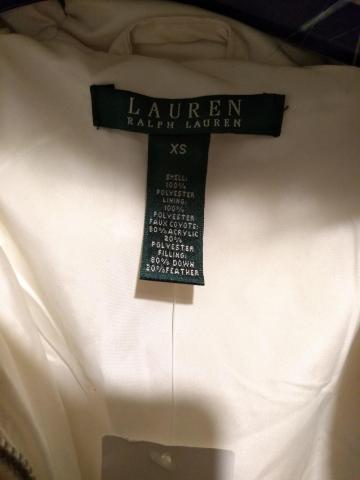 LAUREN
RALPH LAUREN
XS
SHELL:
100%
POLYESTER
LINING:
100%
POLYESTER
FAUX COYOTE:
80% ACRYLIC
20%
POLYESTER
FILLING:
80% DOWN
20% FEATHER